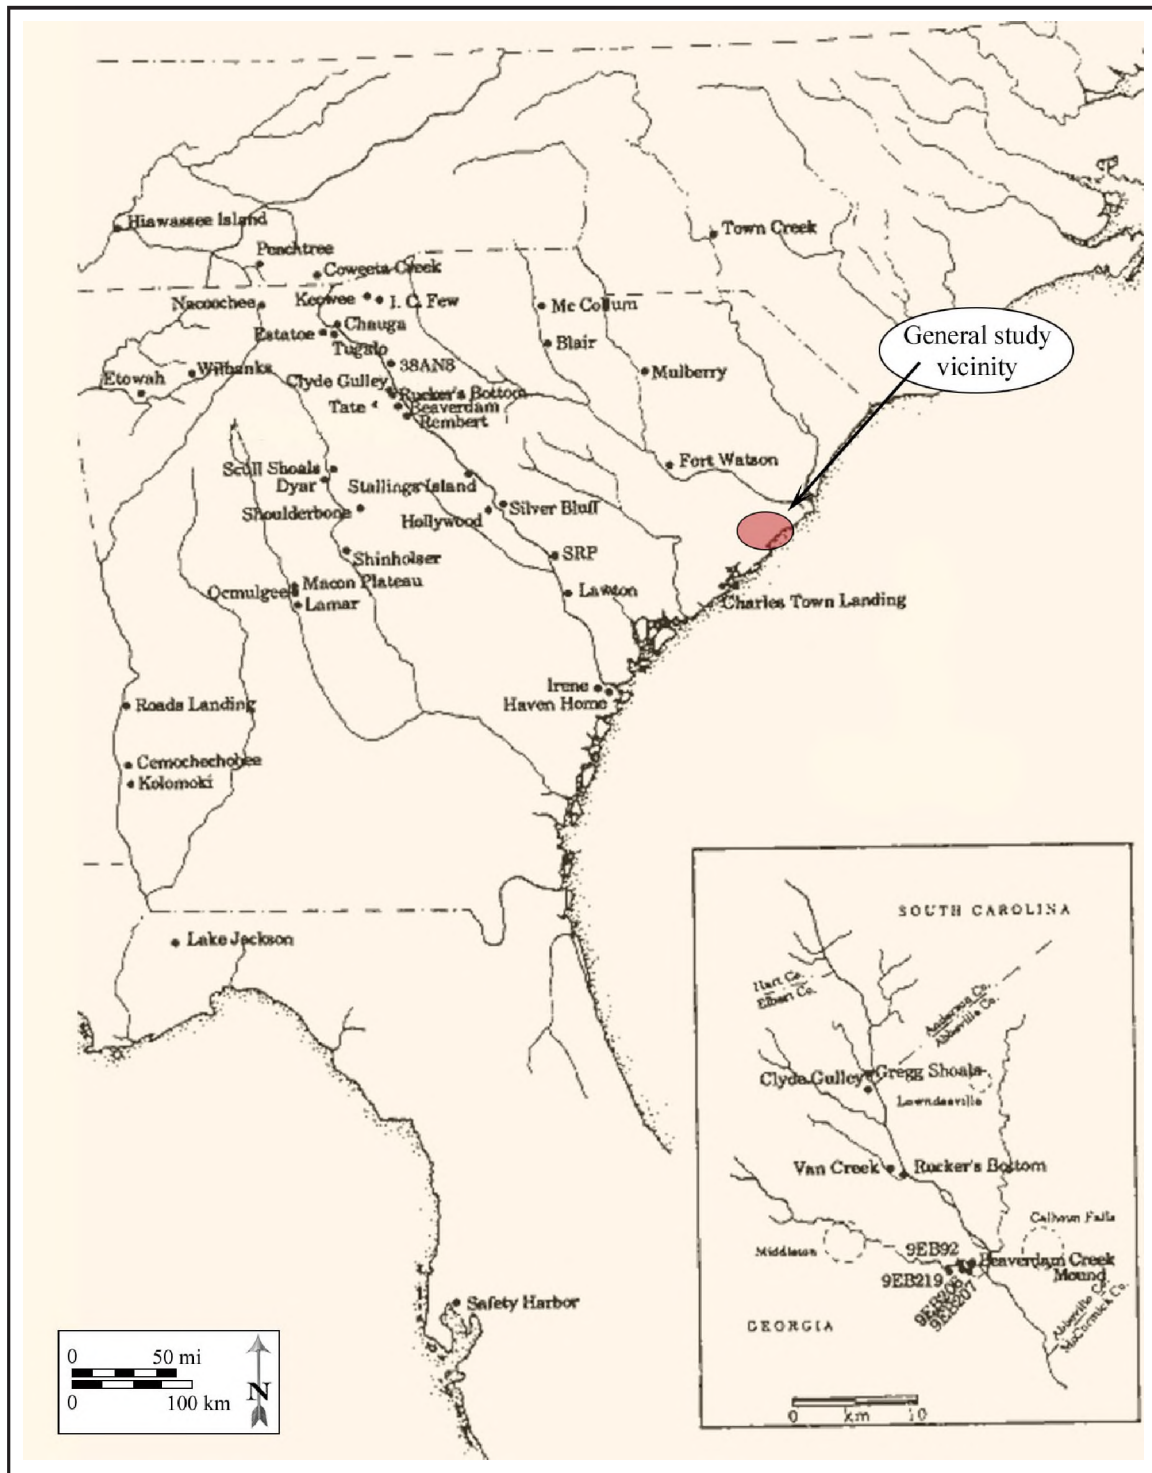 Hiawassee Island
Peachtree
Coweeta Creek
Town Creek
Nacoochee
Keowee
I. C. Few
Mc Collum
Estatoe
Chauga
Tugalo
Blair
General study
vicinity
Etowah
Wilbanks
38AN8
Mulberry
Clyde Gulley
Rucker's Bottom
Tate
Beaverdam
Rembert
Fort Watson
Scull Shoals
Dyar
Stallings Island
Shoulderbone
Hollywood
Silver Bluff
Shinholser
SRP
Ocmulgee
Macon Plateau
Lamar
Lawton
Charles Town Landing
Irene
Haven Home
Roads Landing
Cemochechobee
Kolomoki
Lake Jackson
Safety Harbor
0 50 mi
0 100 km
N
SOUTH CAROLINA
Hart Co.
Elbert Co.
Anderson Co.
Abbeville Co.
Clyde Gulley
Gregg Shoals
Lowndesville
Van Creek
Rucker's Bottom
Calhoun Falls
Middleton
9EB92
Beaverdam Creek
Mound
9EB219
9EB208
9EB207
Abbeville Co.
McCormick Co.
GEORGIA
0 km 10